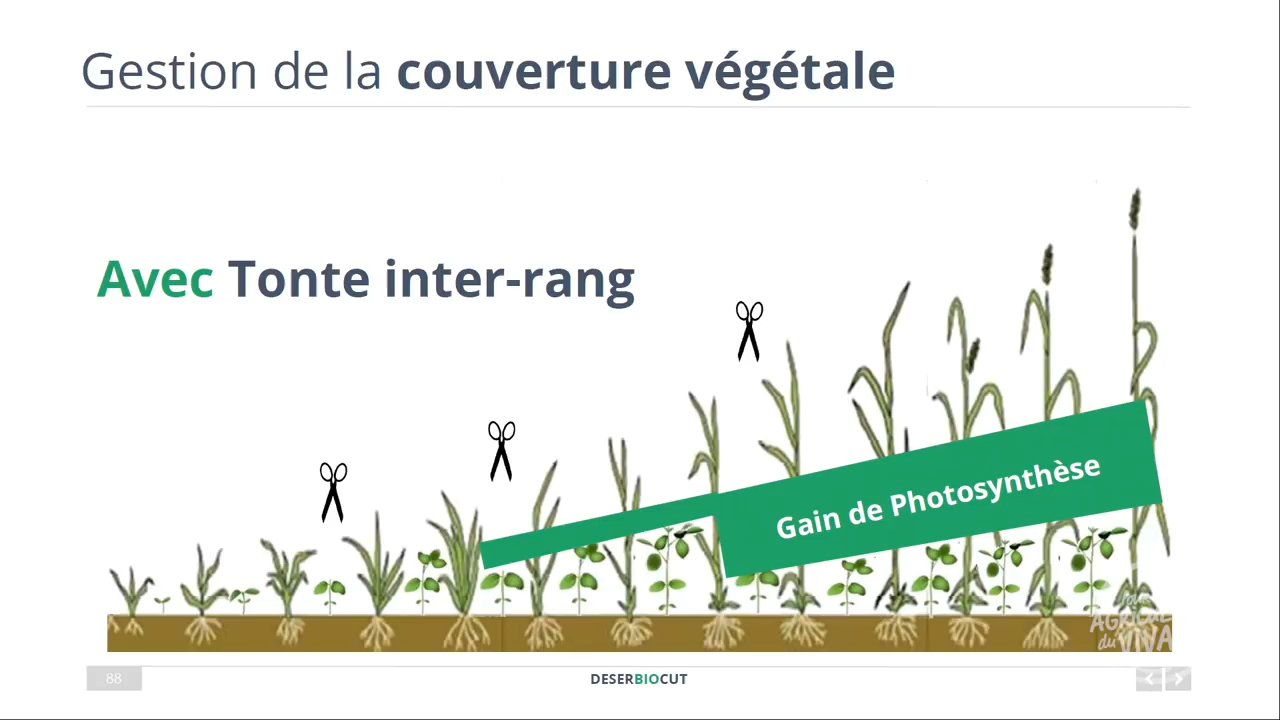 Gestion de la couverture végétale
Avec Tonte inter-rang
Gain de Photosynthèse
88
DESERBIOCUT